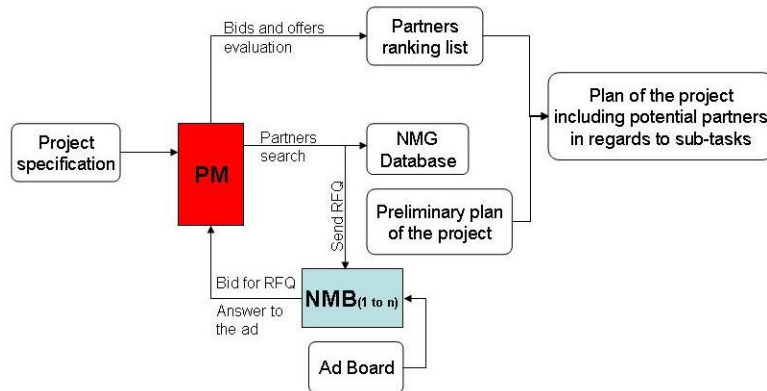 Bids and offers
evaluation
Partners
ranking list
Plan of the project
including potential partners
in regards to sub-tasks
Project
specification
PM
Partners
search
NMG
Database
Send RFQ
Preliminary plan
of the project
Bid for RFQ
Answer to
the ad
NMB(1 to n)
Ad Board